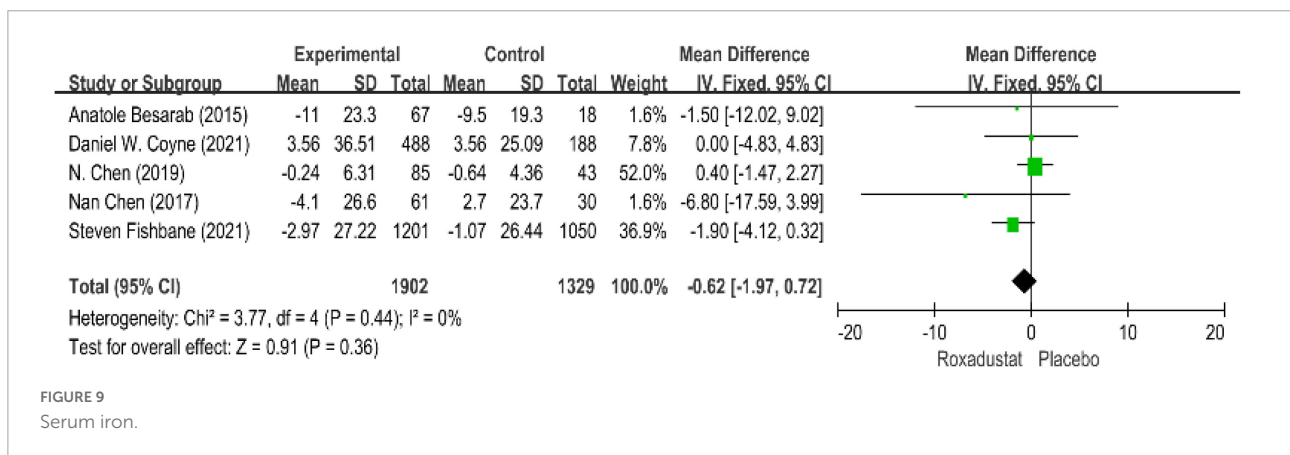 Experimental Control Mean Difference Mean Difference
Study or Subgroup Mean SD Total Mean SD Total Weight IV. Fixed. 95% CI IV. Fixed. 95% CI
Anatole Besarab (2015) -11 23.3 67 -9.5 19.3 18 1.6% -1.50 [-12.02, 9.02]
Daniel W. Coyne (2021) 3.56 36.51 488 3.56 25.09 188 7.8% 0.00 [-4.83, 4.83]
N. Chen (2019) -0.24 6.31 85 -0.64 4.36 43 52.0% 0.40 [-1.47, 2.27]
Nan Chen (2017) -4.1 26.6 61 2.7 23.7 30 1.6% -6.80 [-17.59, 3.99]
Steven Fishbane (2021) -2.97 27.22 1201 -1.07 26.44 1050 36.9% -1.90 [-4.12, 0.32]
Total (95% CI) 1902 1329 100.0% -0.62 [-1.97, 0.72]
Heterogeneity: Chi² = 3.77, df = 4 (P = 0.44); I² = 0%
Test for overall effect: Z = 0.91 (P = 0.36)
-20 -10 0 10 20
Roxadustat Placebo
FIGURE 9
Serum iron.